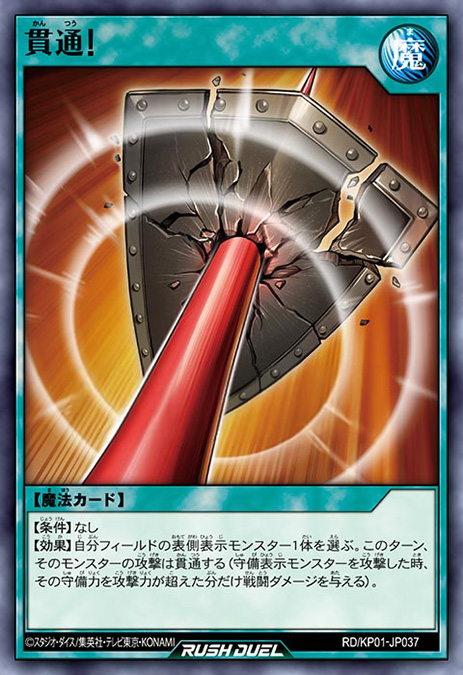 貫通!
魔
【魔法カード】
【条件】なし
【効果】自分フィールドの表側表示モンスター1体を選ぶ。このターン、
そのモンスターの攻撃は貫通する(守備表示モンスターを攻撃した時、
その守備力を攻撃力が超えた分だけ戦闘ダメージを与える)。
©スタジオ・ダイス/集英社・テレビ東京・KONAMI
RUSH DUEL
RD/KP01-JP037